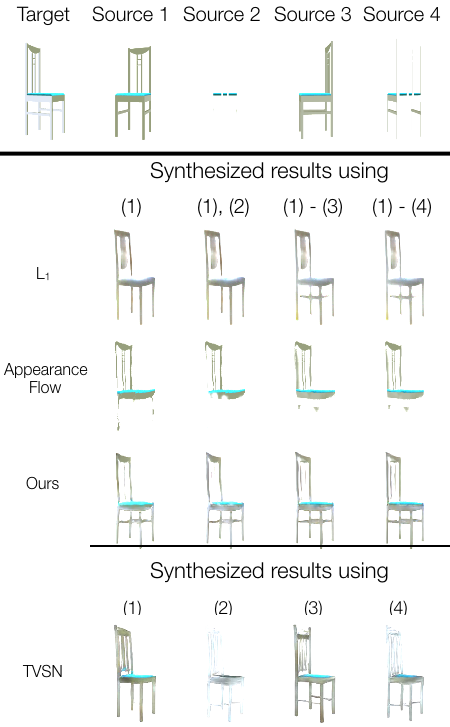 Target Source 1 Source 2 Source 3 Source 4
Synthesized results using
(1) (1), (2) (1) - (3) (1) - (4)
L₁
Appearance
Flow
Ours
Synthesized results using
(1) (2) (3) (4)
TVSN